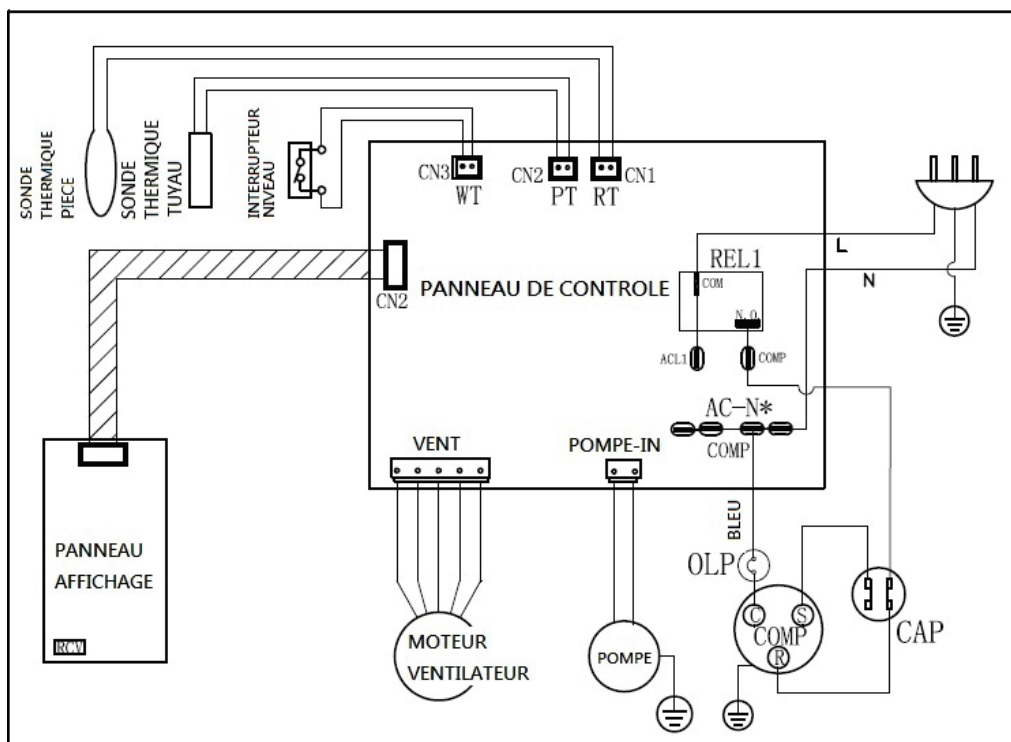 SONDE
THERMIQUE
PIECE
SONDE
THERMIQUE
TUYAU
INTERRUPTEUR
NIVEAU
CN3
WT
CN2
PT
CN1
RT
CN2
PANNEAU DE CONTROLE
REL1
COM
N.O.
ACL1
COMP
AC-N*
COMP
L
N
VENT
POMPE-IN
BLEU
OLP
C
S
COMP
R
CAP
PANNEAU
AFFICHAGE
RCV
MOTEUR
VENTILATEUR
POMPE